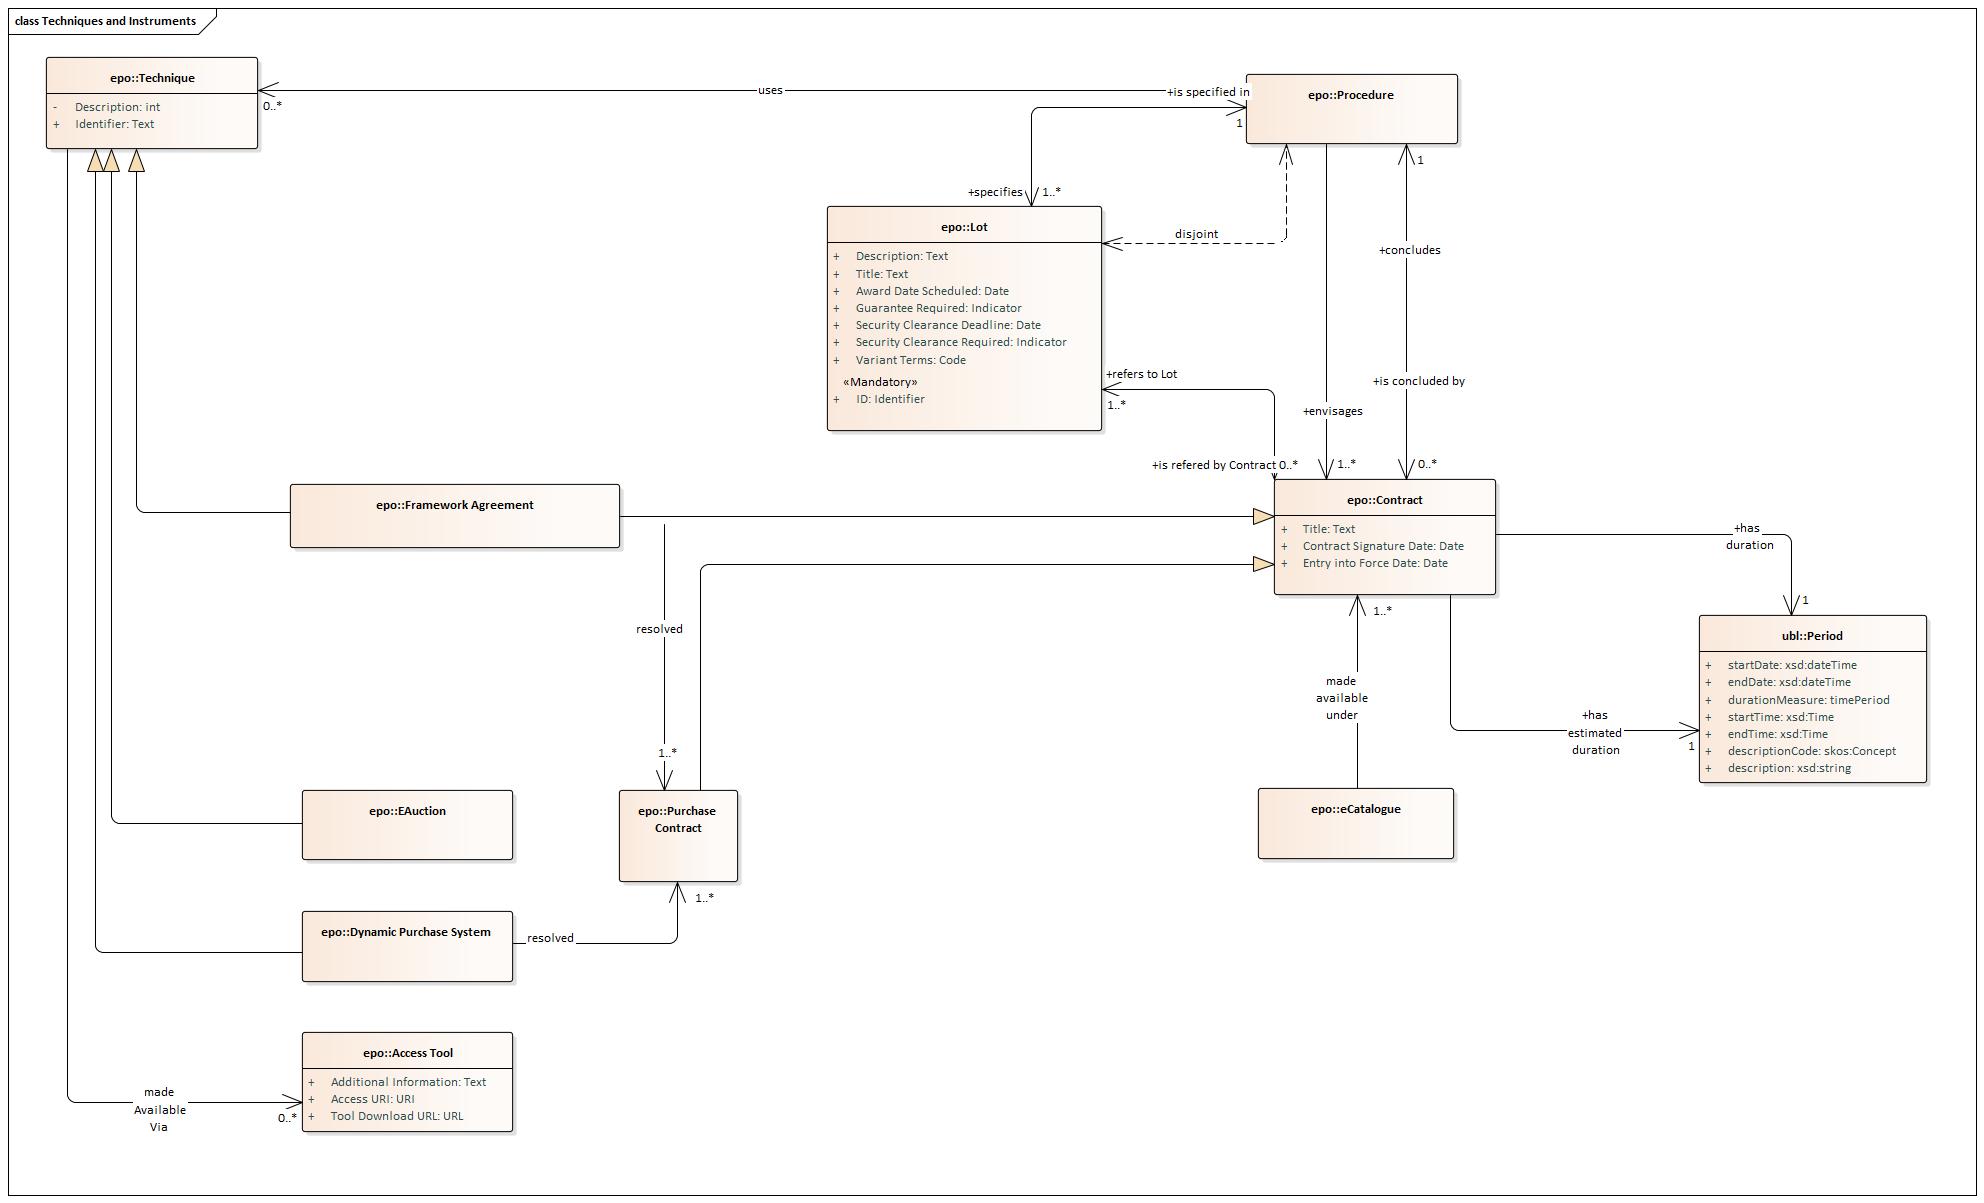 class Techniques and Instruments
epo::Technique
- Description: int
+ Identifier: Text
0..*
uses
+is specified in
1
epo::Procedure
+specifies
1..*
epo::Lot
+ Description: Text
+ Title: Text
+ Award Date Scheduled: Date
+ Guarantee Required: Indicator
+ Security Clearance Deadline: Date
+ Security Clearance Required: Indicator
+ Variant Terms: Code
«Mandatory»
+ ID: Identifier
disjoint
1
+concludes
+is concluded by
+envisages
+refers to Lot
1..*
+is refered by Contract 0..*
1..*
0..*
epo::Framework Agreement
epo::Contract
+ Title: Text
+ Contract Signature Date: Date
+ Entry into Force Date: Date
+has
duration
1
resolved
1..*
1..*
made
available
under
ubl::Period
+ startDate: xsd:dateTime
+ endDate: xsd:dateTime
+ durationMeasure: timePeriod
+ startTime: xsd:Time
+ endTime: xsd:Time
+ descriptionCode: skos:Concept
+ description: xsd:string
+has
estimated
duration
1
epo::EAuction
epo::Purchase
Contract
epo::eCatalogue
1..*
epo::Dynamic Purchase System
resolved
epo::Access Tool
+ Additional Information: Text
+ Access URI: URI
+ Tool Download URL: URL
made
Available
Via
0..*